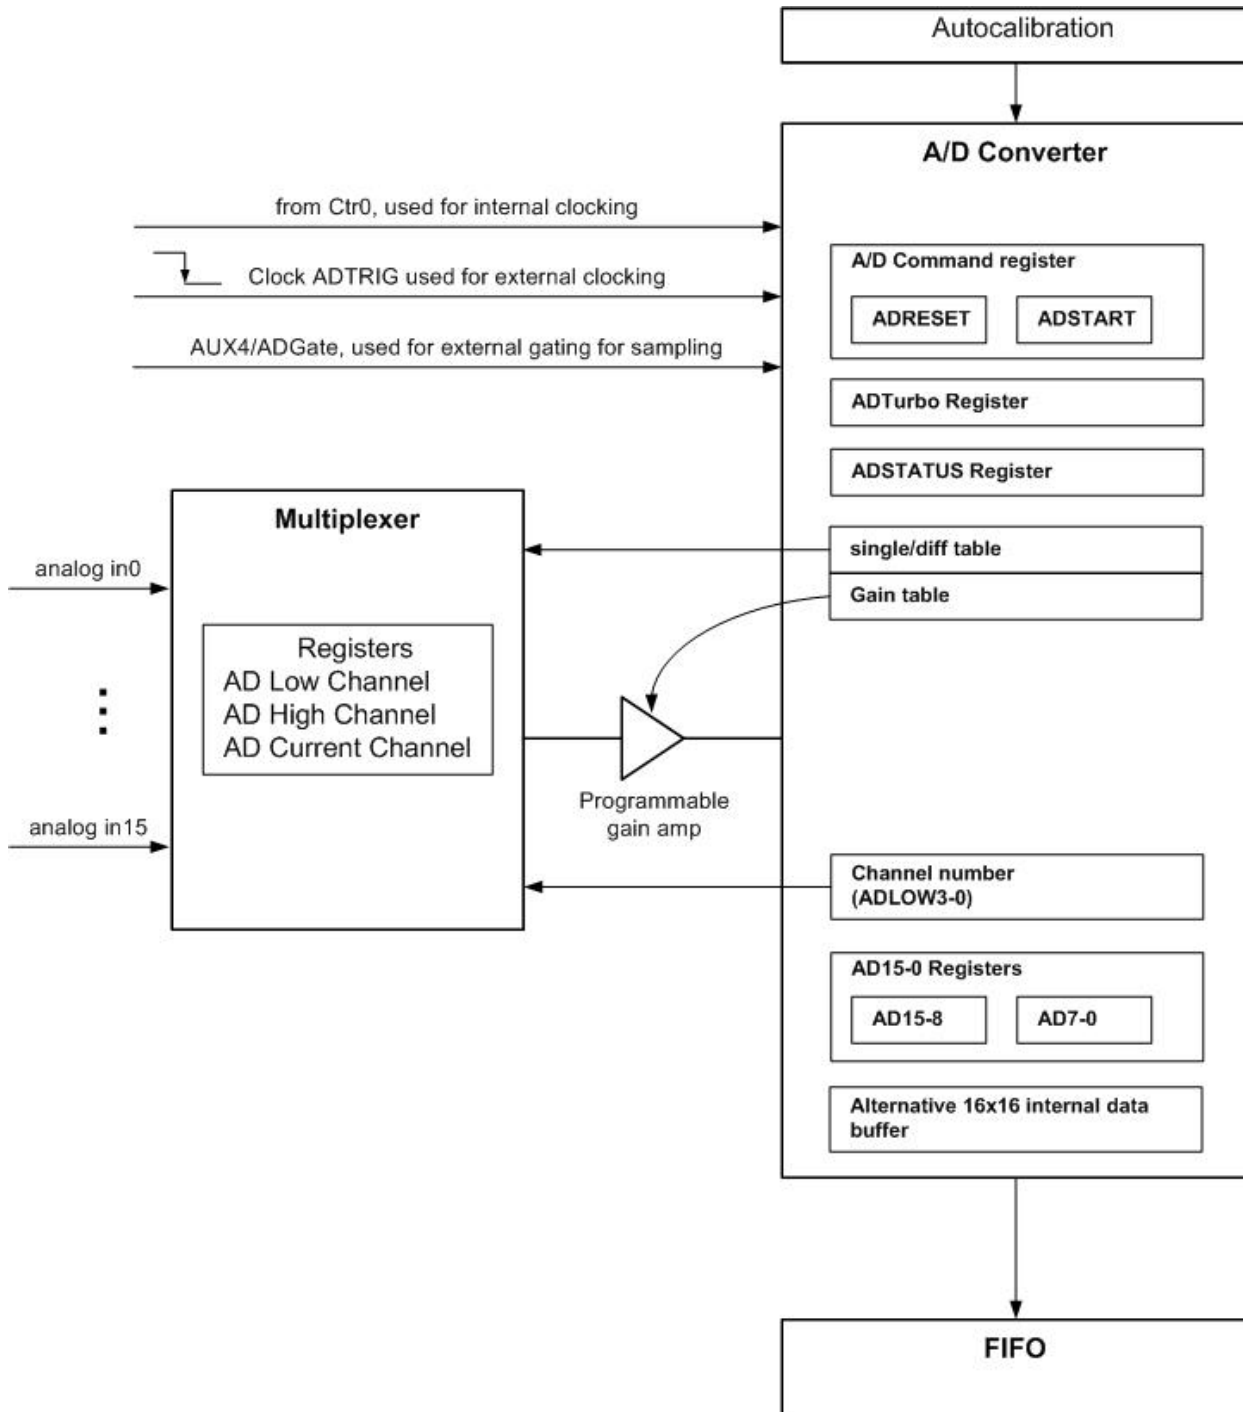 Autocalibration
A/D Converter
from Ctr0, used for internal clocking
Clock ADTRIG used for external clocking
AUX4/ADGate, used for external gating for sampling
A/D Command register
ADRESET ADSTART
ADTurbo Register
ADSTATUS Register
single/diff table
Gain table
Multiplexer
analog in0
Registers
AD Low Channel
AD High Channel
AD Current Channel
analog in15
Programmable
gain amp
Channel number
(ADLOW3-0)
AD15-0 Registers
AD15-8 AD7-0
Alternative 16x16 internal data
buffer
FIFO